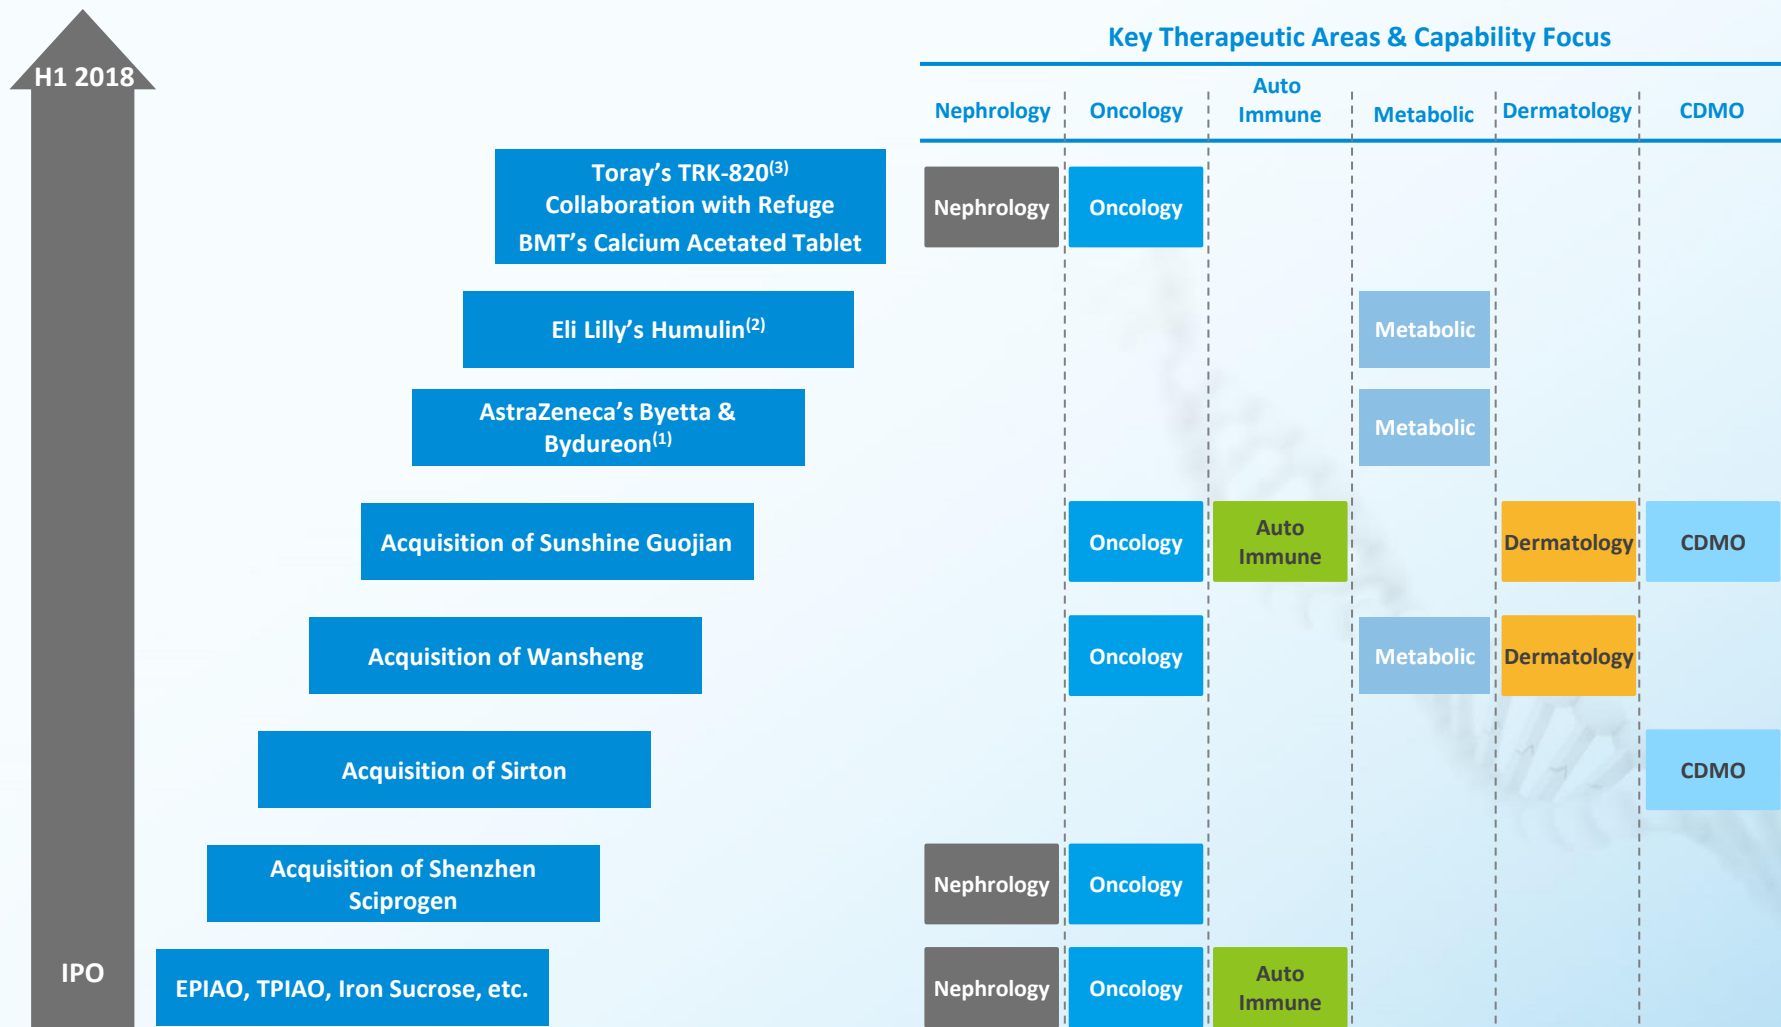 Key Therapeutic Areas & Capability Focus
H1 2018
Nephrology
Oncology
Auto
Immune
Metabolic
Dermatology
CDMO
Toray’s TRK-820(3)
Collaboration with Refuge
BMT’s Calcium Acetated Tablet
Nephrology
Oncology
Eli Lilly’s Humulin(2)
Metabolic
AstraZeneca’s Byetta &
Bydureon(1)
Metabolic
Acquisition of Sunshine Guojian
Oncology
Auto
Immune
Dermatology
CDMO
Acquisition of Wansheng
Oncology
Metabolic
Dermatology
Acquisition of Sirton
CDMO
Acquisition of Shenzhen
Sciprogen
Nephrology
Oncology
IPO
EPIAO, TPIAO, Iron Sucrose, etc.
Nephrology
Oncology
Auto
Immune